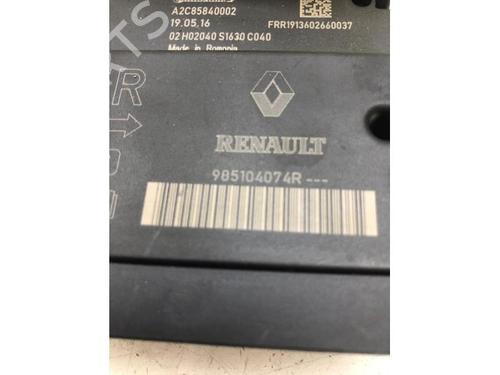 A2C85840002
19.05.16
FRR1913602660037
02 H02040 S1630 C040
Made in Romania
RENAULT
985104074R ---